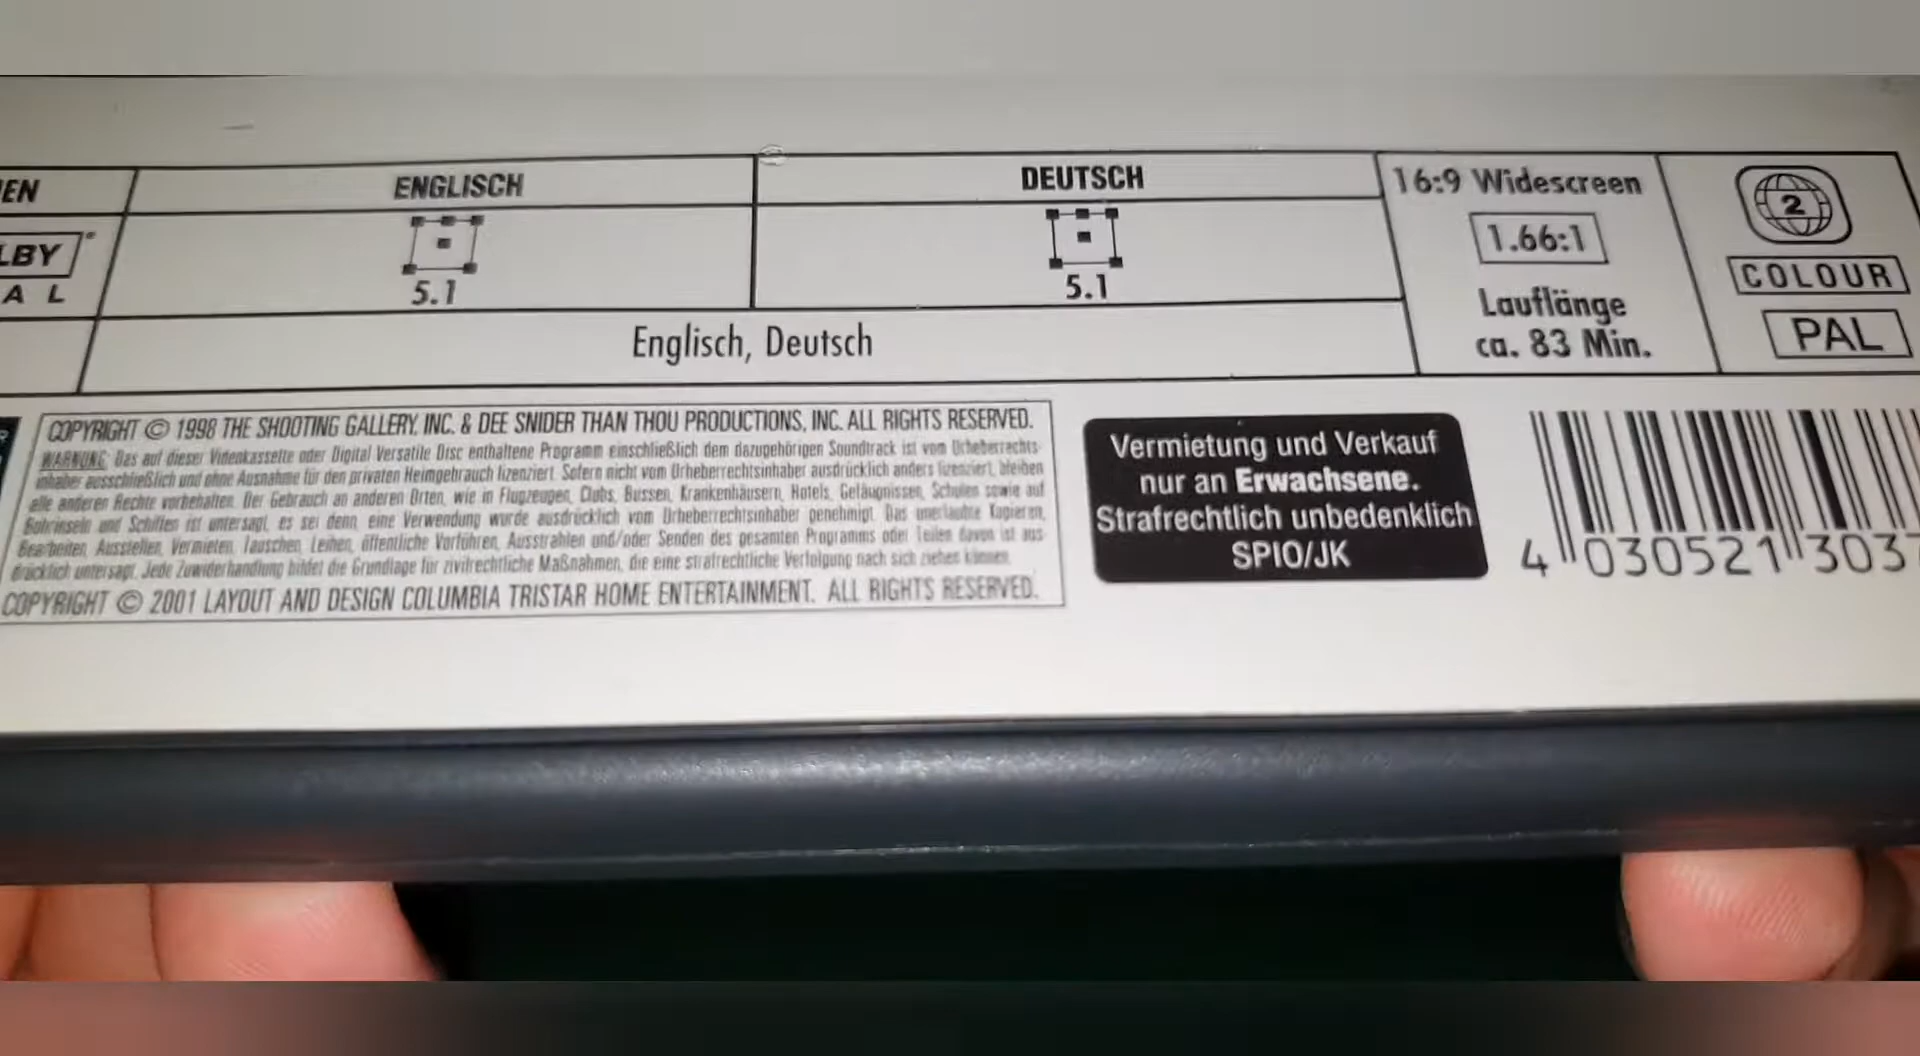 EN
ENGLISCH
DEUTSCH
16:9 Widescreen
2
LBY
AL
5.1
5.1
1.66:1
COLOUR
Englisch, Deutsch
Lauflänge
ca. 83 Min.
PAL
COPYRIGHT © 1998 THE SHOOTING GALLERY, INC. & DEE SNIDER THAN THOU PRODUCTIONS, INC. ALL RIGHTS RESERVED.
WARNUNG: Das auf dieser Videokassette oder Digital Versatile Disc enthaltene Programm einschließlich dem dazugehörigen Soundtrack ist vom Urheberrechts-
inhaber ausschließlich und ohne Ausnahme für den privaten Heimgebrauch lizenziert. Sofern nicht vom Urheberrechtsinhaber ausdrücklich anders lizenziert, bleiben
alle anderen Rechte vorbehalten. Der Gebrauch an anderen Orten, wie in Flugzeugen, Clubs, Bussen, Krankenhäusern, Hotels, Gefängnissen, Schulen sowie auf
Bohrinseln und Schiffen ist untersagt, es sei denn, eine Verwendung wurde ausdrücklich vom Urheberrechtsinhaber genehmigt. Das unerlaubte Kopieren,
Bearbeiten, Ausstellen, Vermieten, Tauschen, Leihen, öffentliche Vorführen, Ausstrahlen und/oder Senden des gesamten Programms oder Teilen davon ist aus-
drücklich untersagt. Jede Zuwiderhandlung bildet die Grundlage für zivilrechtliche Maßnahmen, die eine strafrechtliche Verfolgung nach sich ziehen können.
COPYRIGHT © 2001 LAYOUT AND DESIGN COLUMBIA TRISTAR HOME ENTERTAINMENT. ALL RIGHTS RESERVED.
Vermietung und Verkauf
nur an Erwachsene.
Strafrechtlich unbedenklich
SPIO/JK
4 030521 303